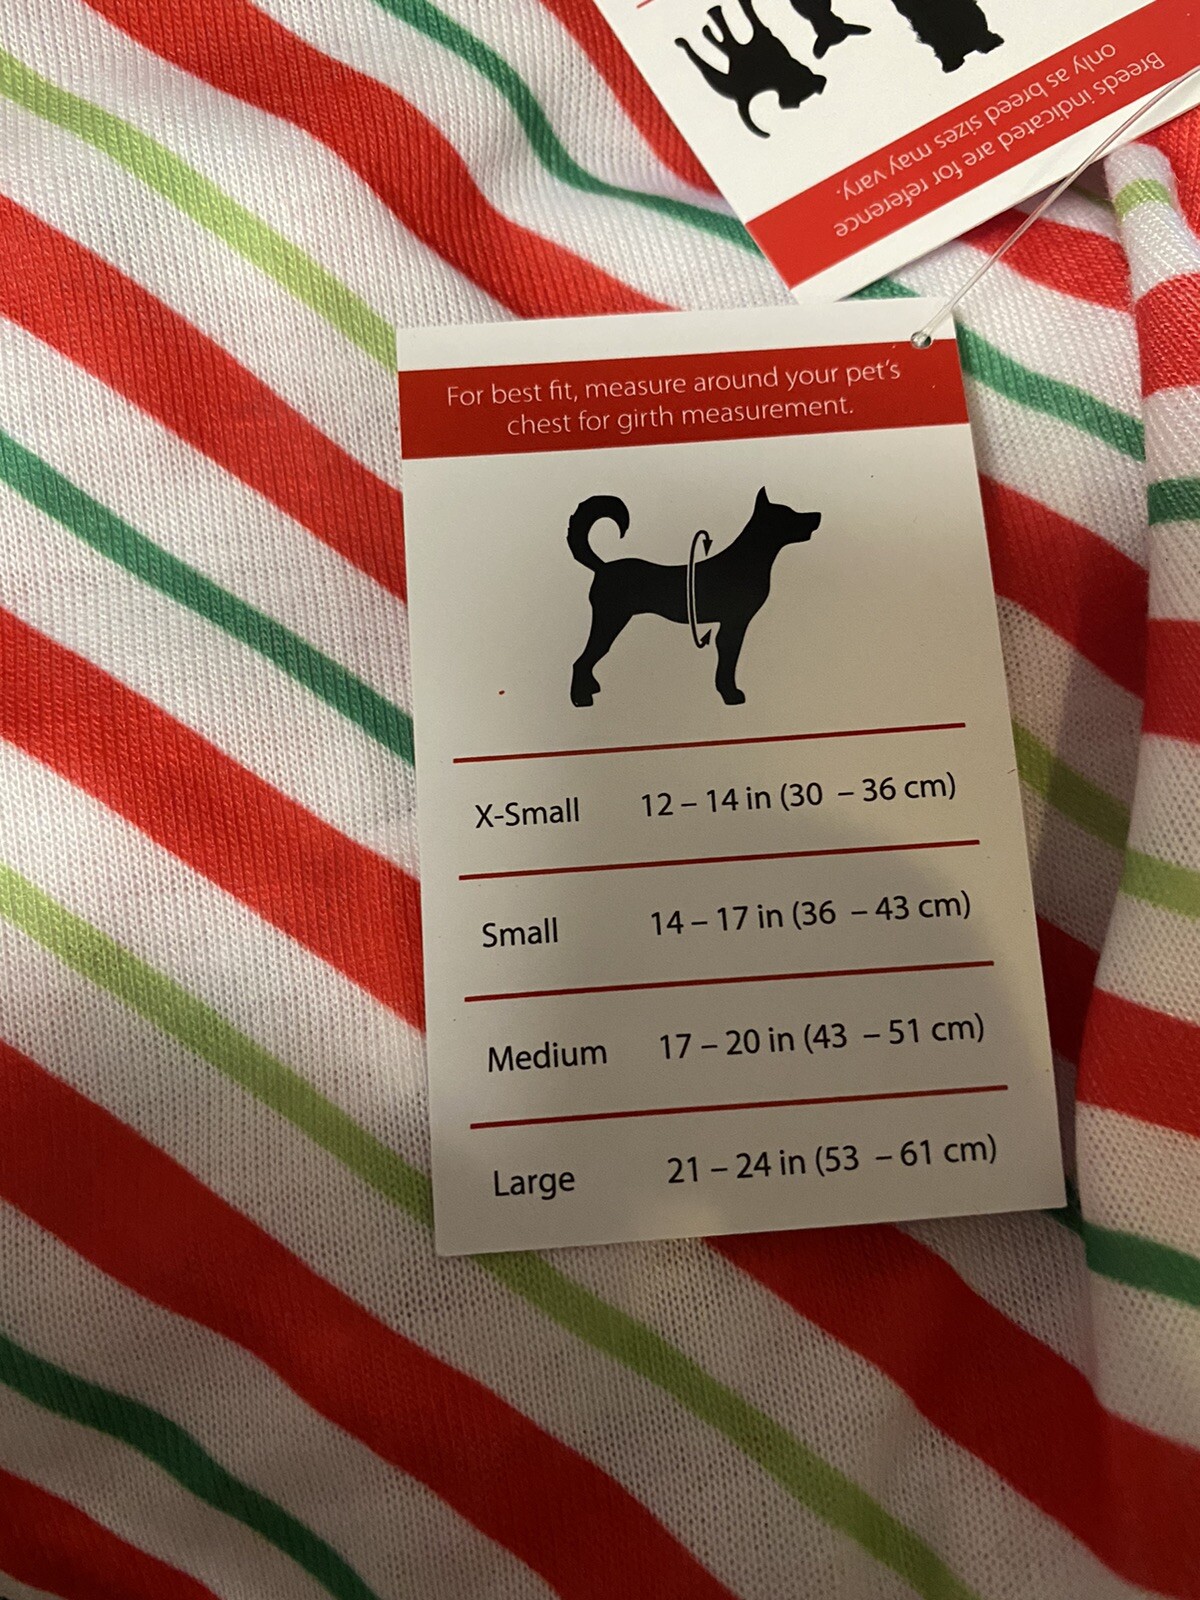 Breeds indicated are for reference
only as breed sizes may vary.
For best fit, measure around your pet's
chest for girth measurement.
X-Small 12 – 14 in (30 – 36 cm)
Small 14 – 17 in (36 – 43 cm)
Medium 17 – 20 in (43 – 51 cm)
Large 21 – 24 in (53 – 61 cm)